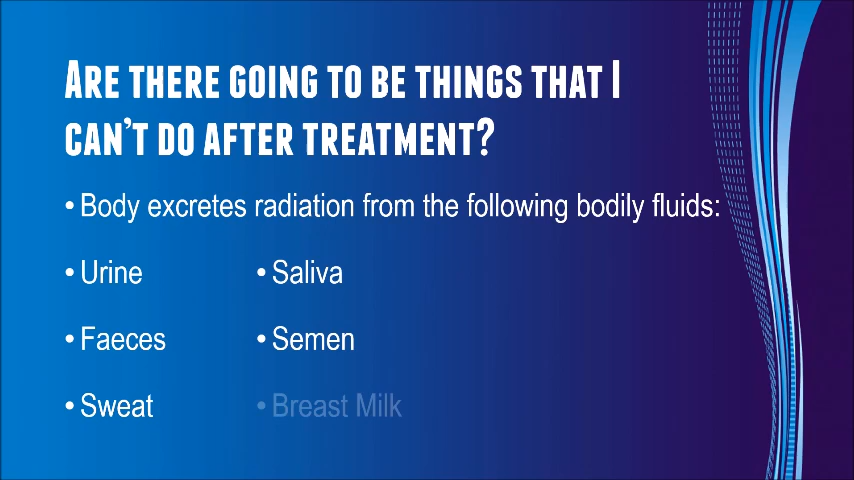 Are there going to be things that I
can't do after treatment?
• Body excretes radiation from the following bodily fluids:
• Urine
• Faeces
• Sweat
• Saliva
• Semen
• Breast Milk